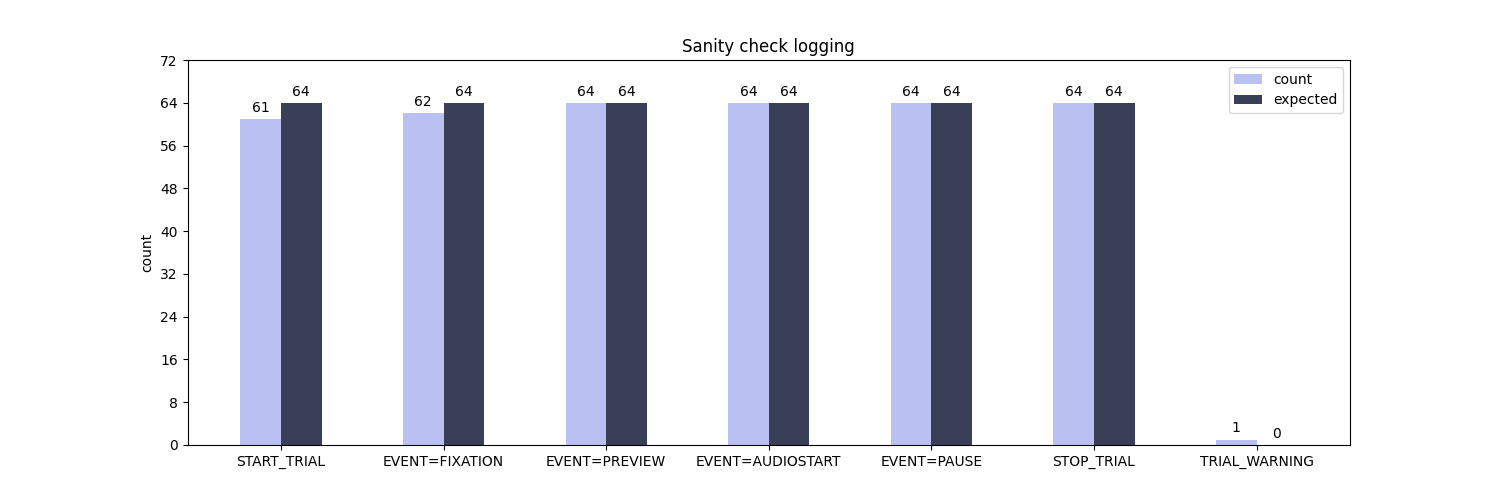 Sanity check logging
72
64
56
48
40
32
24
16
8
0
count
61 64 62 64 64 64 64 64 64 64 64 64 1 0
START_TRIAL EVENT=FIXATION EVENT=PREVIEW EVENT=AUDIOSTART EVENT=PAUSE STOP_TRIAL TRIAL_WARNING
count
expected